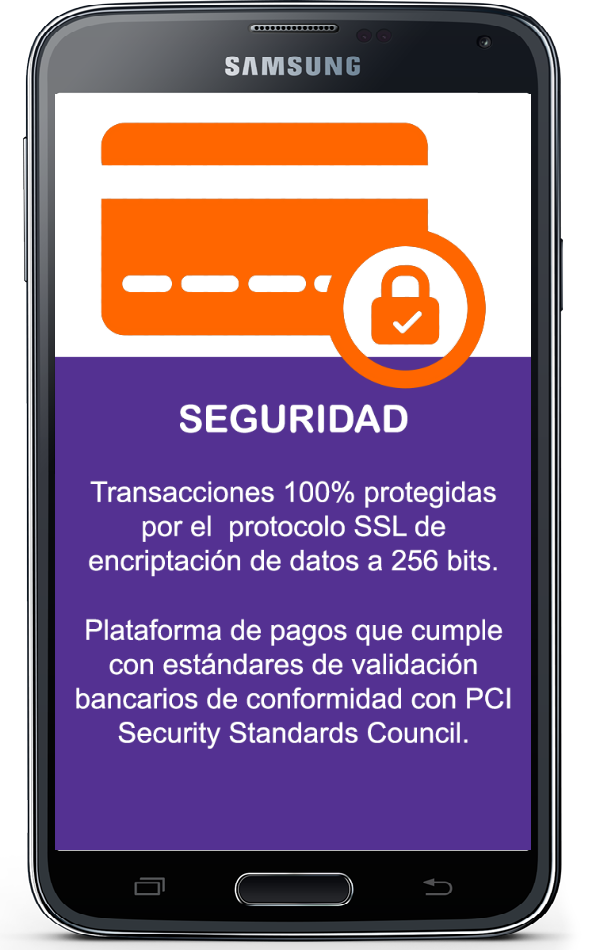 SAMSUNG
SEGURIDAD
Transacciones 100% protegidas
por el  protocolo SSL de
encriptación de datos a 256 bits.
Plataforma de pagos que cumple
con estándares de validación
bancarios de conformidad con PCI
Security Standards Council.